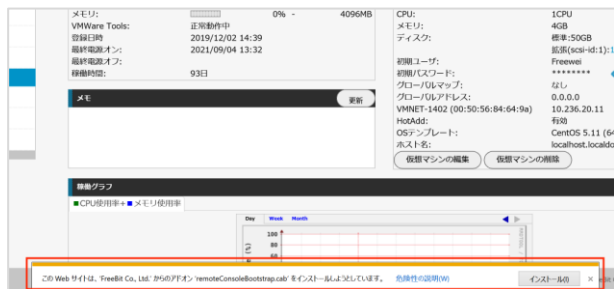 メモリ: 0% - 4096MB
VMWare Tools: 正常動作中
登録日時 2019/12/02 14:39
最終電源オン: 2021/09/04 13:32
最終電源オフ:
稼働時間: 93日
メモ 更新
CPU: 1CPU
メモリ: 4GB
ディスク: 標準:50GB
拡張(scsi-id:1):1
初期ユーザ: Freewei
初期パスワード: ********
グローバルマップ: なし
グローバルアドレス: 0.0.0.0
VMNET-1402 (00:50:56:84:64:9a) 10.236.20.11
HotAdd: 有効
OSテンプレート: CentOS 5.11 (64
ホスト名: localhost.localdo
仮想マシンの編集 仮想マシンの削除
稼働グラフ
■CPU使用率+■メモリ使用率
Day Week Month
100
80
60
(%)
この Web サイトは、'FreeBit Co., Ltd.' からのアドオン 'remoteConsoleBootstrap.cab' をインストールしようとしています。 危険性の説明(W) インストール(I) ×